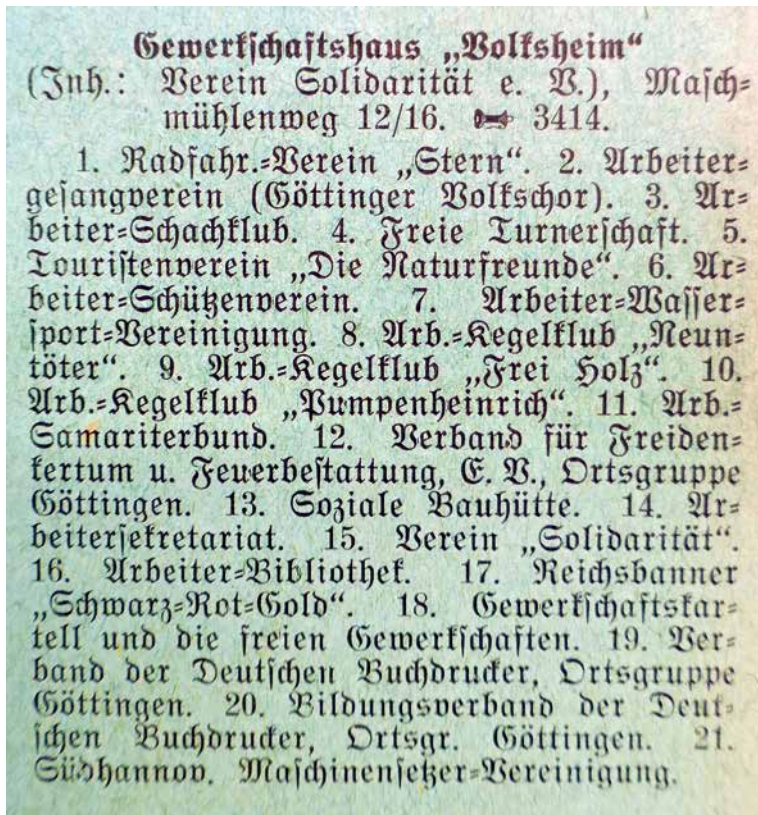 Gewerkschaftshaus „Volksheim“
(Inh.: Verein Solidarität e. V.), Masch-
mühlenweg 12/16. 3414.
1. Radfahr.-Verein „Stern“. 2. Arbeiter-
gesangverein (Göttinger Volkschor). 3. Ar-
beiter-Schachklub. 4. Freie Turnerschaft. 5.
Touristenverein „Die Naturfreunde“. 6. Ar-
beiter-Schützenverein. 7. Arbeiter-Wasser-
sport-Vereinigung. 8. Arb.-Kegelklub „Neun-
töter“. 9. Arb.-Kegelklub „Frei Holz“. 10.
Arb.-Kegelklub „Pumpenheinrich“. 11. Arb.-
Samariterbund. 12. Verband für Freiden-
kertum u. Feuerbestattung, E. V., Ortsgruppe
Göttingen. 13. Soziale Bauhütte. 14. Ar-
beitersekretariat. 15. Verein „Solidarität“.
16. Arbeiter-Bibliothek. 17. Reichsbanner
„Schwarz-Rot-Gold“. 18. Gewerkschaftskar-
tell und die freien Gewerkschaften. 19. Ver-
band der Deutschen Buchdrucker, Ortsgruppe
Göttingen. 20. Bildungsverband der Deut-
schen Buchdrucker, Ortsgr. Göttingen. 21.
Südhannov. Maschinensetzer-Vereinigung.